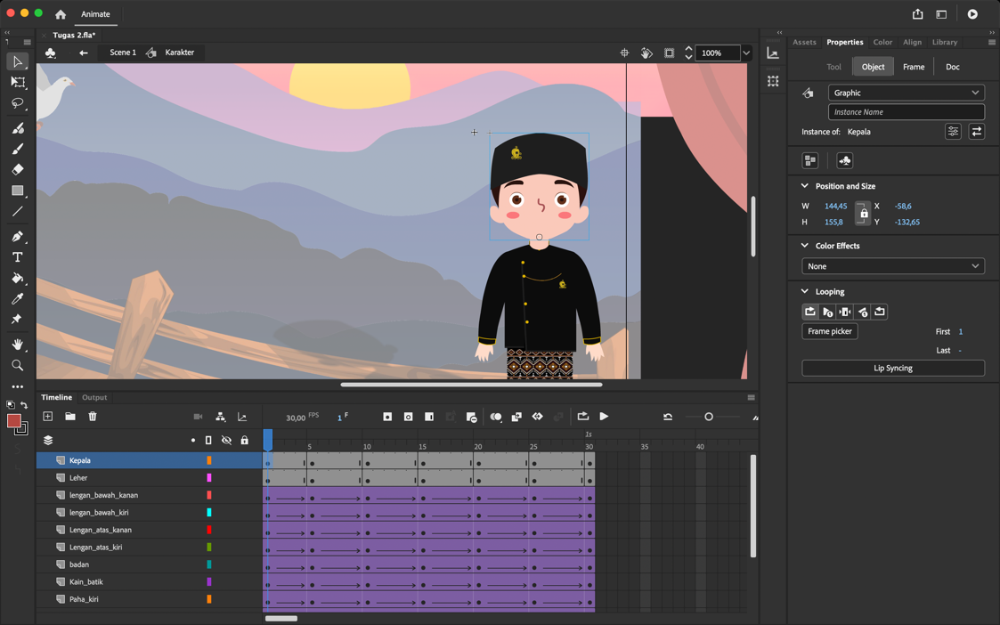 Animate
Tugas 2.fla*
Scene 1
Karakter
100%
Assets
Properties
Color
Align
Library
Tool
Object
Frame
Doc
Graphic
Instance Name
Instance of:
Kepala
Position and Size
W 144,45 X -58,6
H 155,8 Y -132,65
Color Effects
None
Looping
Frame picker
First 1
Last -
Lip Syncing
Timeline
Output
30,00 FPS
1 F
1s
5 10 15 20 25 30 35 40
Kepala
Leher
lengan_bawah_kanan
lengan_bawah_kiri
Lengan_atas_kanan
Lengan_atas_kiri
badan
Kain_batik
Paha_kiri